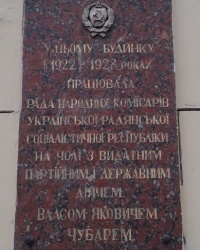 У ЦЬОМУ БУДИНКУ
В 1922-1923 РОКАХ
ПРАЦЮВАЛА
РАДА НАРОДНИХ КОМІСАРІВ
УКРАЇНСЬКОЇ РАДЯНСЬКОЇ
СОЦІАЛІСТИЧНОЇ РЕСПУБЛІКИ
НА ЧОЛІ З ВИДАТНИМ
ПАРТІЙНИМ І ДЕРЖАВНИМ
ДІЯЧЕМ
ВЛАСОМ ЯКОВИЧЕМ
ЧУБАРЕМ